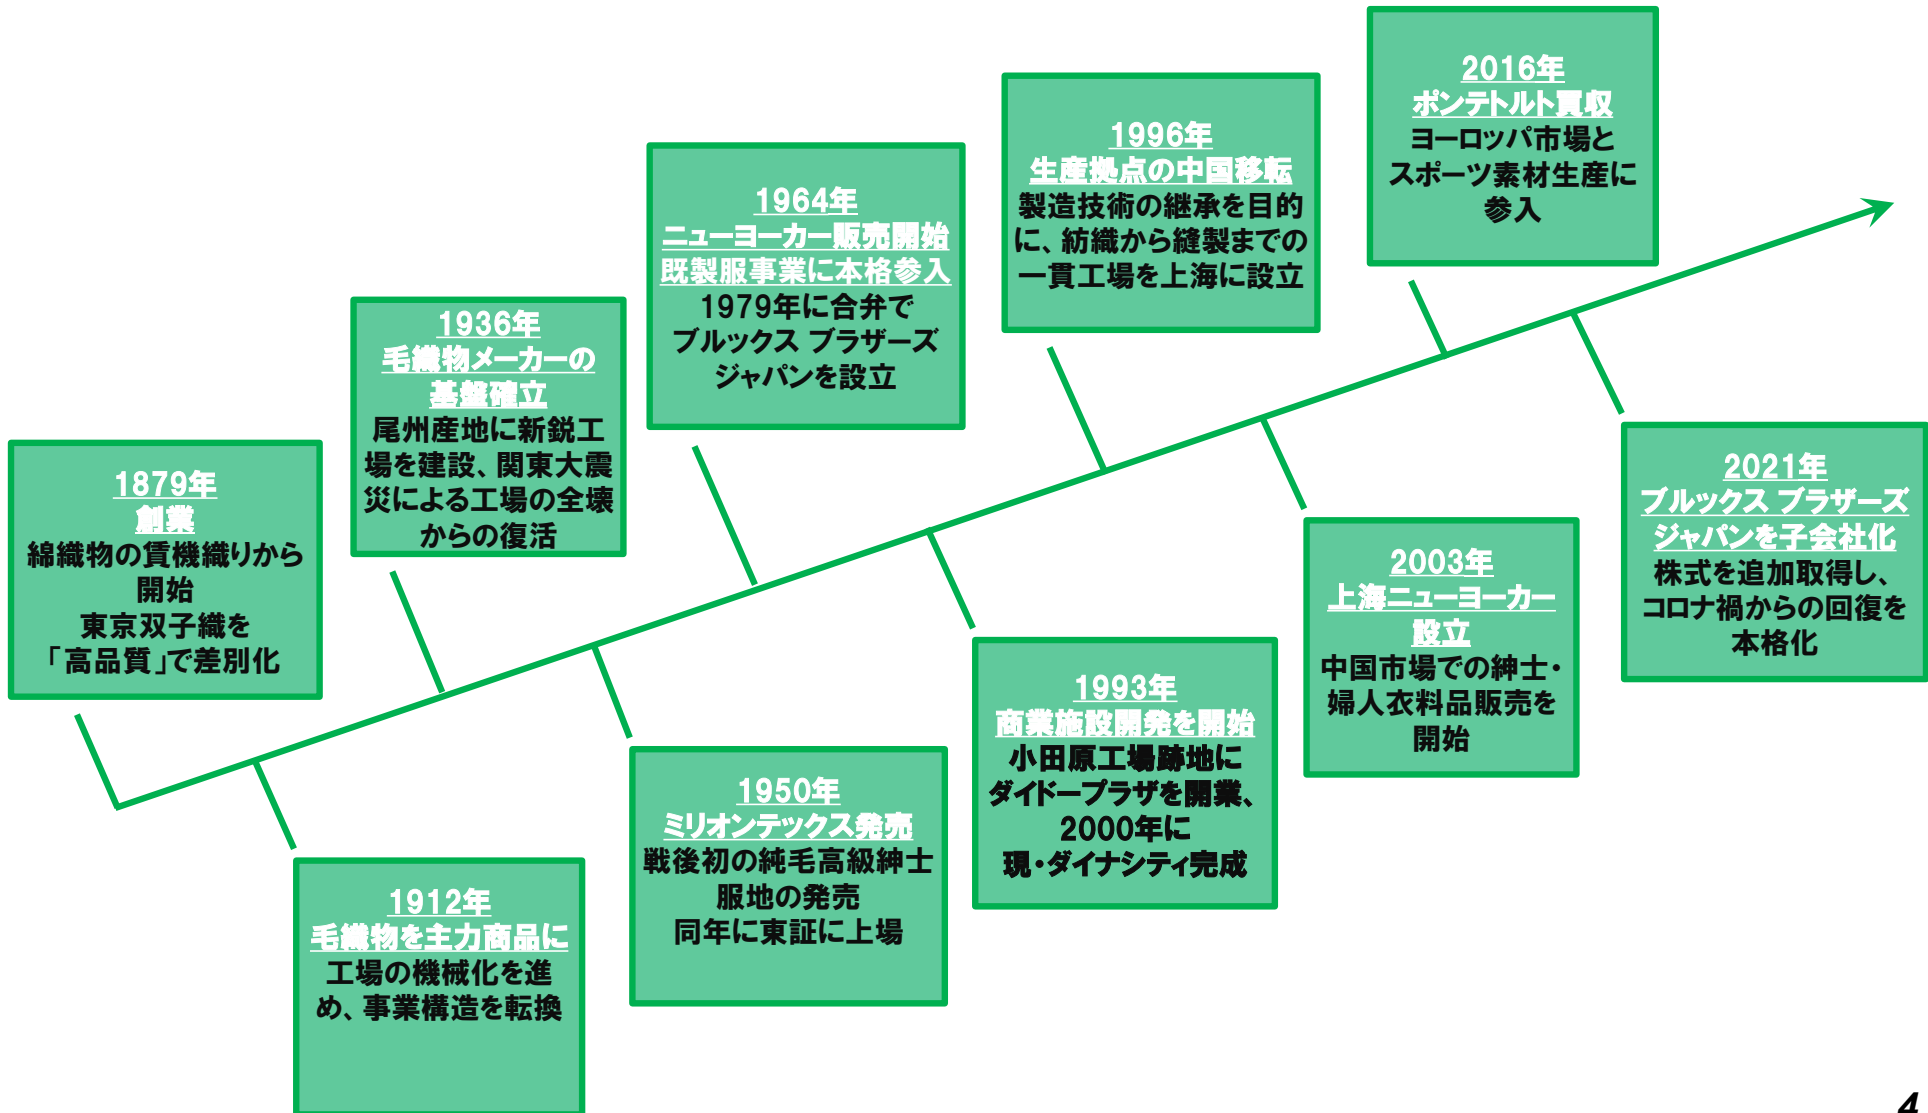 1879年
創業
綿織物の賃機織りから
開始
東京双子織を
「高品質」で差別化
1912年
毛織物を主力商品に
工場の機械化を進
め、事業構造を転換
1936年
毛織物メーカーの
基盤確立
尾州産地に新鋭工
場を建設、関東大震
災による工場の全壊
からの復活
1950年
ミリオンテックス発売
戦後初の純毛高級紳士
服地の発売
同年に東証に上場
1964年
ニューヨーカー販売開始
既製服事業に本格参入
1979年に合弁で
ブルックス ブラザーズ
ジャパンを設立
1993年
商業施設開発を開始
小田原工場跡地に
ダイドープラザを開業、
2000年に
現・ダイナシティ完成
1996年
生産拠点の中国移転
製造技術の継承を目的
に、紡織から縫製までの
一貫工場を上海に設立
2003年
上海ニューヨーカー
設立
中国市場での紳士・
婦人衣料品販売を
開始
2016年
ポンテトルト買収
ヨーロッパ市場と
スポーツ素材生産に
参入
2021年
ブルックス ブラザーズ
ジャパンを子会社化
株式を追加取得し、
コロナ禍からの回復を
本格化
4